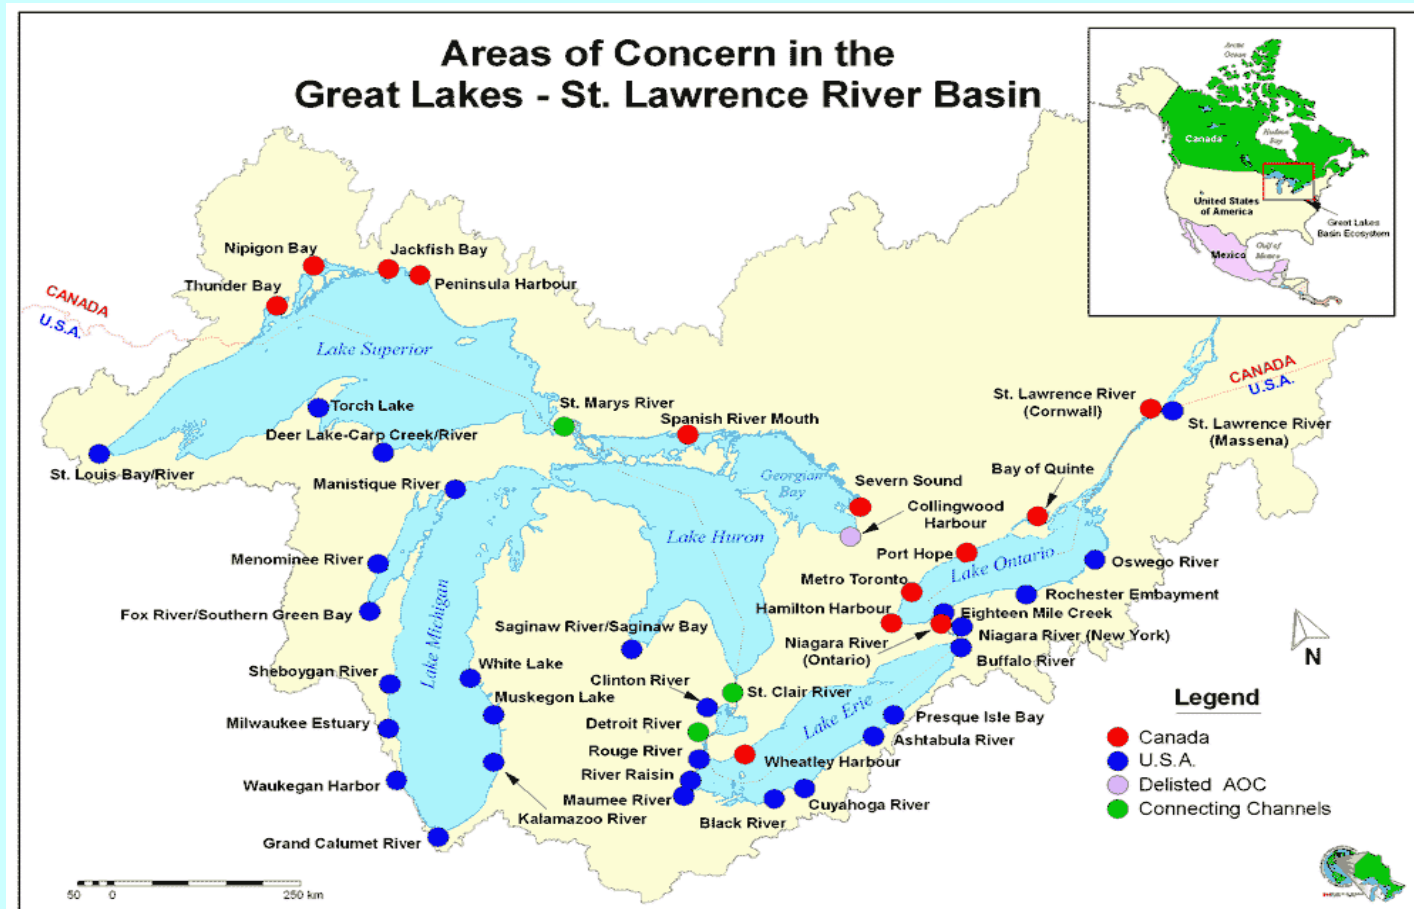 Areas of Concern in the
Great Lakes - St. Lawrence River Basin
Arctic
Ocean
Hudson
Bay
Canada
United States
of America
Great Lakes
Basin Ecosystem
Gulf of
Mexico
Mexico
Nipigon Bay
Jackfish Bay
Thunder Bay
Peninsula Harbour
CANADA
U.S.A.
Lake Superior
CANADA
U.S.A.
St. Marys River
Spanish River Mouth
St. Lawrence River
(Cornwall)
Torch Lake
St. Lawrence River
(Massena)
Deer Lake-Carp Creek/River
St. Louis Bay/River
Manistique River
Georgian
Bay
Severn Sound
Bay of Quinte
Collingwood
Harbour
Lake Huron
Menominee River
Port Hope
Lake Ontario
Oswego River
Metro Toronto
Rochester Embayment
Fox River/Southern Green Bay
Lake Michigan
Hamilton Harbour
Eighteen Mile Creek
Saginaw River/Saginaw Bay
Niagara River
(Ontario)
Niagara River (New York)
Buffalo River
N
Sheboygan River
White Lake
Clinton River
St. Clair River
Muskegon Lake
Lake Erie
Milwaukee Estuary
Detroit River
Presque Isle Bay
Ashtabula River
Rouge River
Wheatley Harbour
Waukegan Harbor
River Raisin
Maumee River
Cuyahoga River
Kalamazoo River
Black River
Grand Calumet River
Legend
Canada
U.S.A.
Delisted AOC
Connecting Channels
50 0 250 km